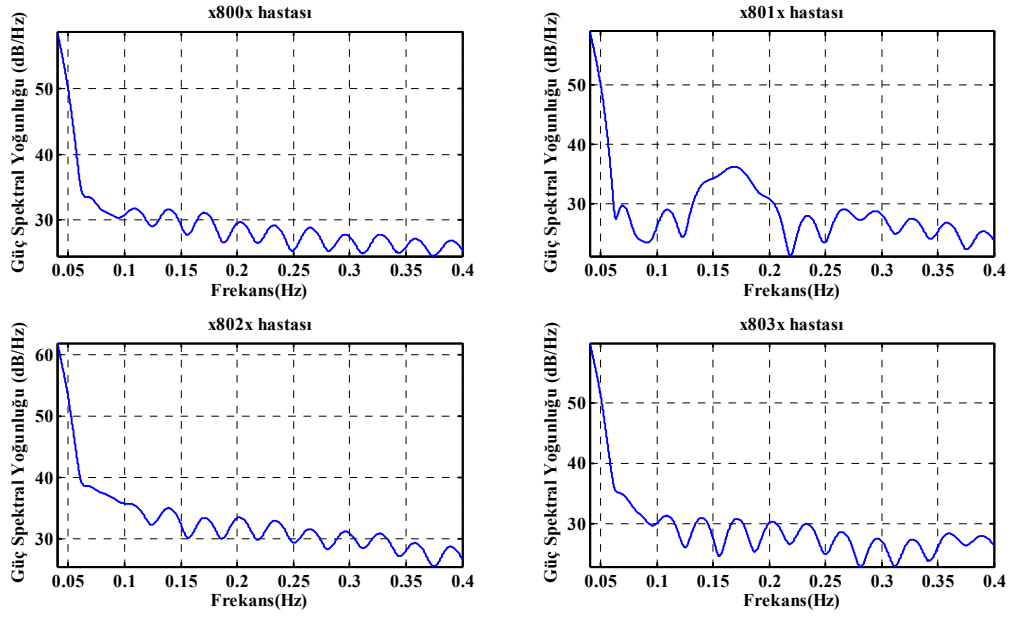 x800x hastası
Güç Spektral Yoğunluğu (dB/Hz)
50
40
30
0.05 0.1 0.15 0.2 0.25 0.3 0.35 0.4
Frekans(Hz)
x801x hastası
Güç Spektral Yoğunluğu (dB/Hz)
50
40
30
0.05 0.1 0.15 0.2 0.25 0.3 0.35 0.4
Frekans(Hz)
x802x hastası
Güç Spektral Yoğunluğu (dB/Hz)
60
50
40
30
0.05 0.1 0.15 0.2 0.25 0.3 0.35 0.4
Frekans(Hz)
x803x hastası
Güç Spektral Yoğunluğu (dB/Hz)
50
40
30
0.05 0.1 0.15 0.2 0.25 0.3 0.35 0.4
Frekans(Hz)